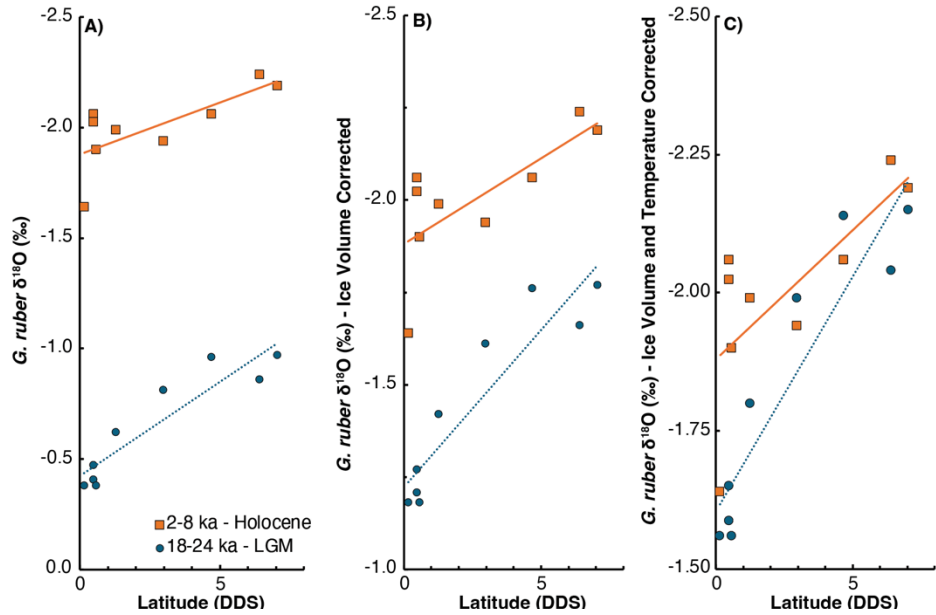 A)
G. ruber δ¹⁸O (‰)
-2.5
-2.0
-1.5
-1.0
-0.5
0.0
2-8 ka - Holocene
18-24 ka - LGM
0
5
Latitude (DDS)
B)
G. ruber δ¹⁸O (‰) - Ice Volume Corrected
-2.5
-2.0
-1.5
-1.0
0
5
Latitude (DDS)
C)
G. ruber δ¹⁸O (‰) - Ice Volume and Temperature Corrected
-2.50
-2.25
-2.00
-1.75
-1.50
0
5
Latitude (DDS)